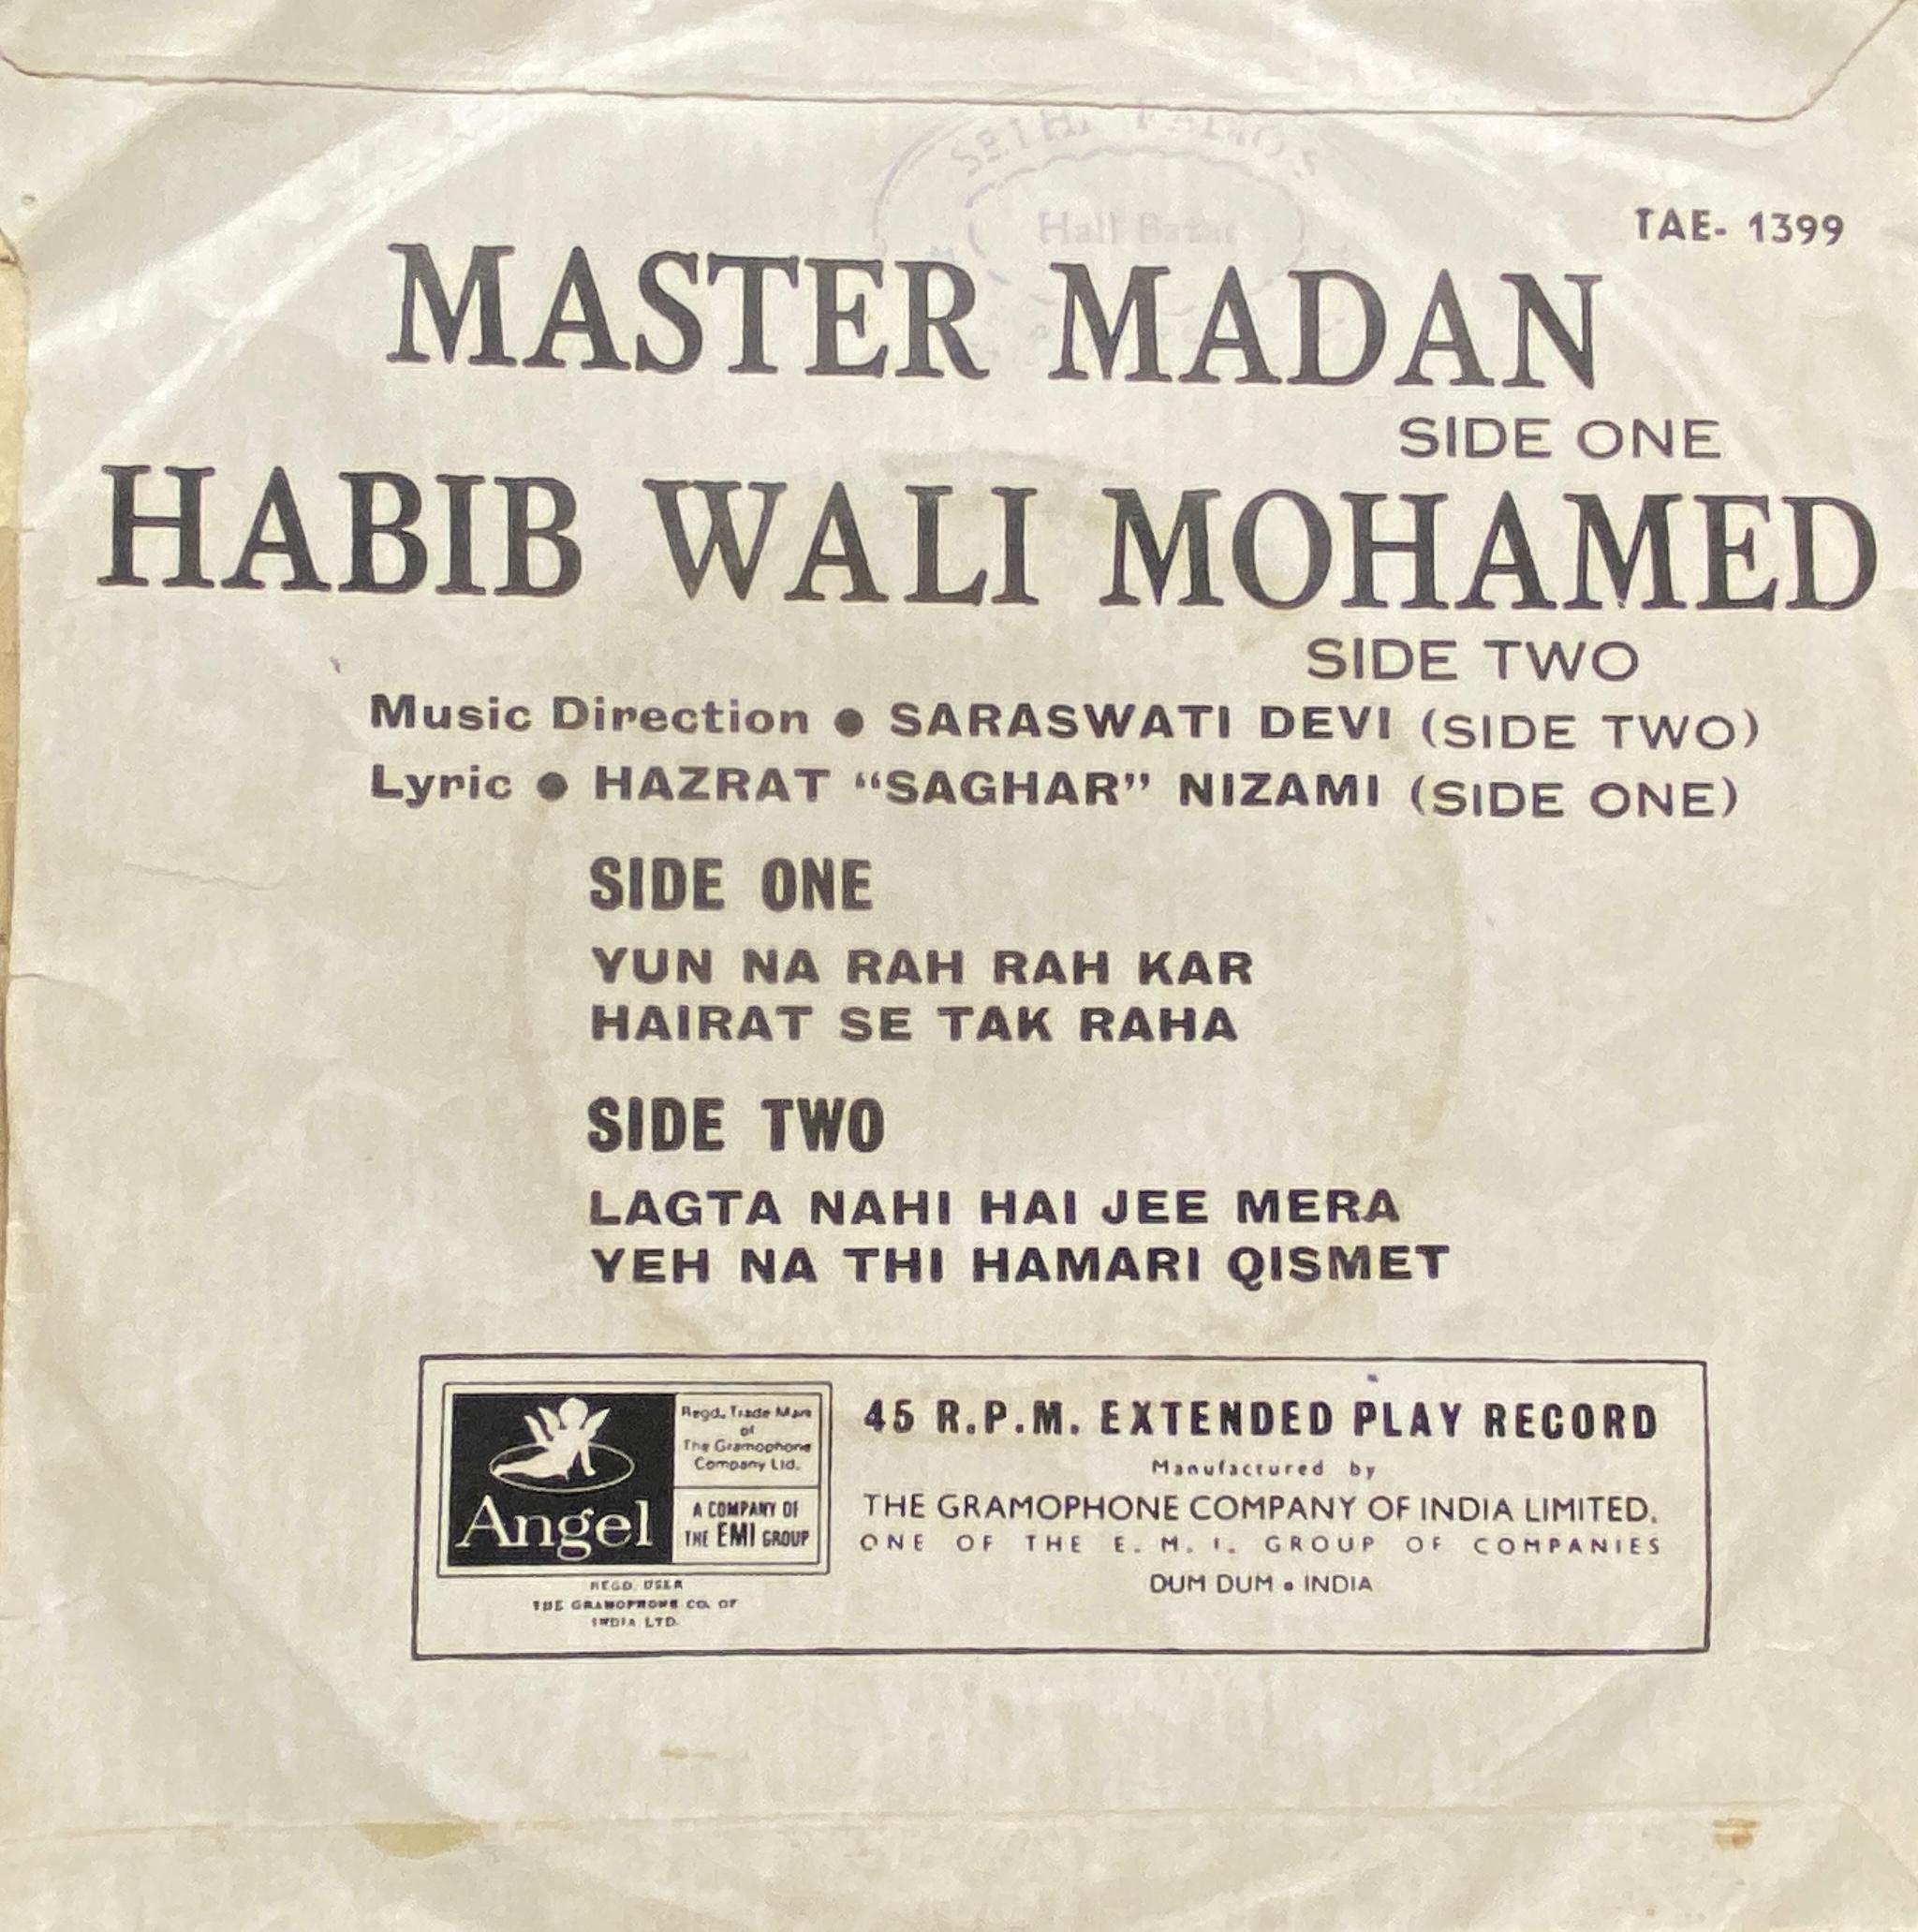 Hall Bazar
TAE- 1399
MASTER MADAN
SIDE ONE
HABIB WALI MOHAMED
SIDE TWO
Music Direction ● SARASWATI DEVI (SIDE TWO)
Lyric ● HAZRAT “SAGHAR” NIZAMI (SIDE ONE)
SIDE ONE
YUN NA RAH RAH KAR
HAIRAT SE TAK RAHA
SIDE TWO
LAGTA NAHI HAI JEE MERA
YEH NA THI HAMARI QISMET
Angel
Regd. Trade Mark
of
The Gramophone
Company Ltd.
A COMPANY OF
THE EMI GROUP
REGD. USER
THE GRAMOPHONE CO. OF
INDIA LTD.
45 R.P.M. EXTENDED PLAY RECORD
Manufactured by
THE GRAMOPHONE COMPANY OF INDIA LIMITED.
ONE OF THE E. M. I. GROUP OF COMPANIES
DUM DUM ● INDIA